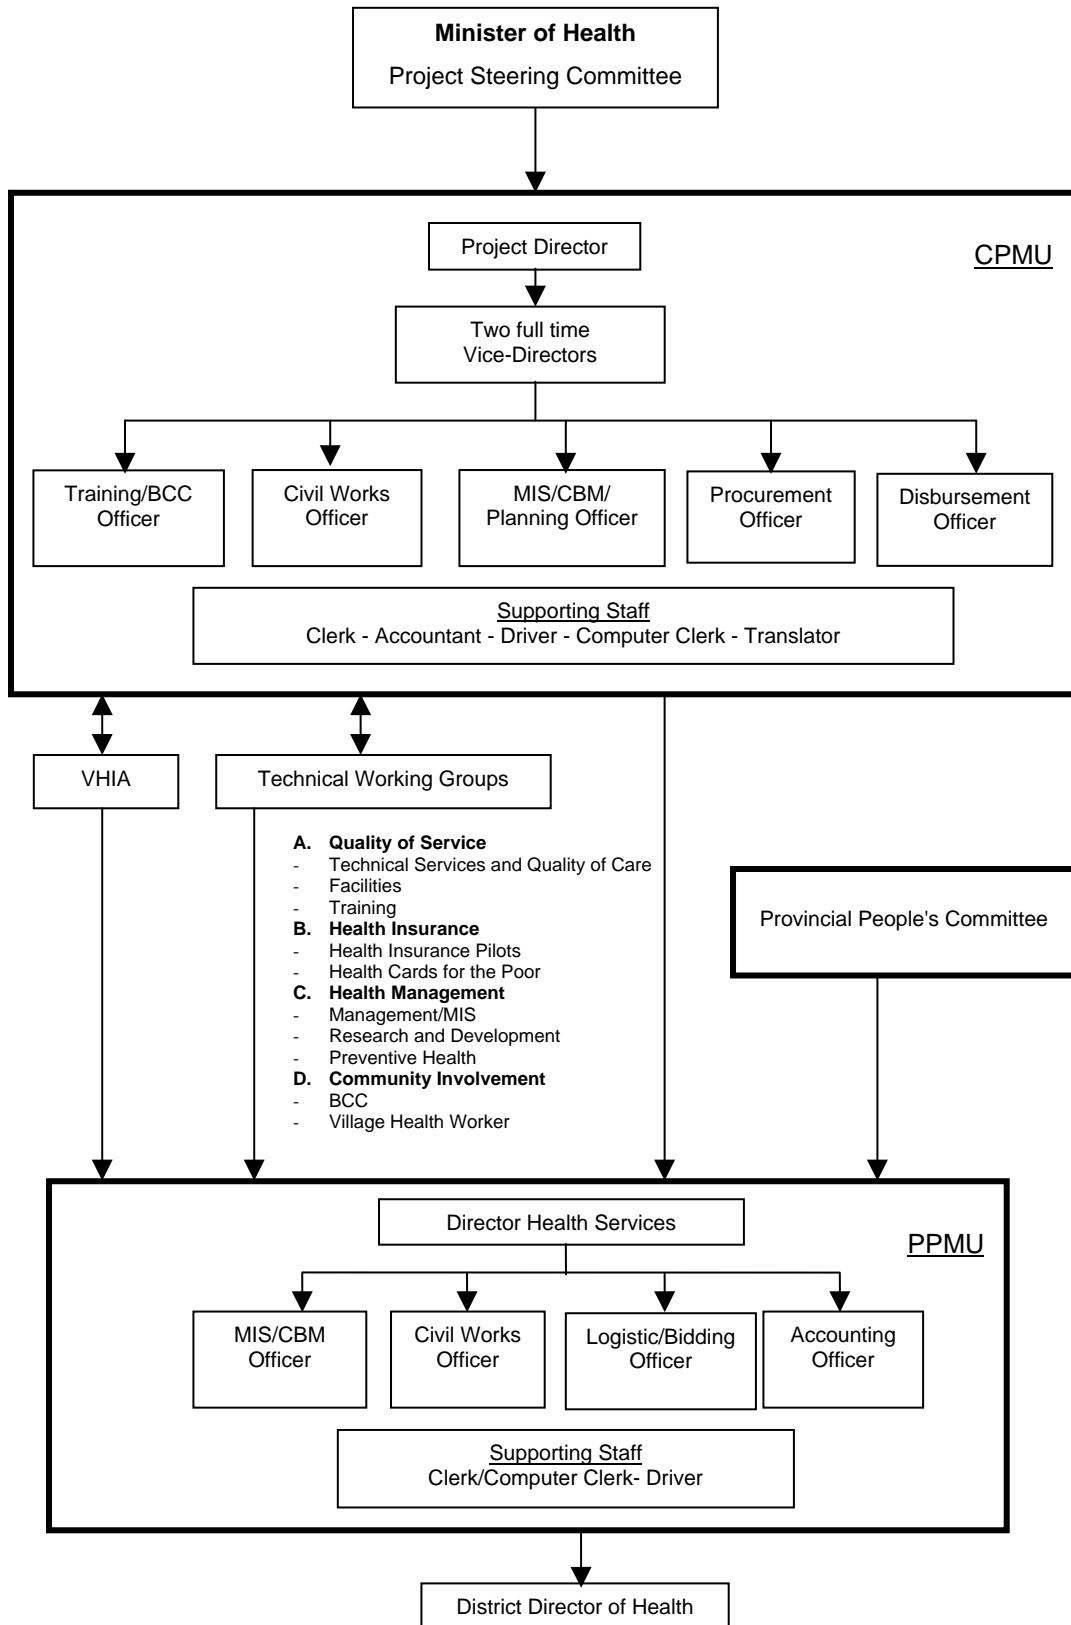 Minister of Health
Project Steering Committee
CPMU
Project Director
Two full time
Vice-Directors
Training/BCC
Officer
Civil Works
Officer
MIS/CBM/
Planning Officer
Procurement
Officer
Disbursement
Officer
Supporting Staff
Clerk - Accountant - Driver - Computer Clerk - Translator
VHIA
Technical Working Groups
A. Quality of Service
- Technical Services and Quality of Care
- Facilities
- Training
B. Health Insurance
- Health Insurance Pilots
- Health Cards for the Poor
C. Health Management
- Management/MIS
- Research and Development
- Preventive Health
D. Community Involvement
- BCC
- Village Health Worker
Provincial People's Committee
PPMU
Director Health Services
MIS/CBM
Officer
Civil Works
Officer
Logistic/Bidding
Officer
Accounting
Officer
Supporting Staff
Clerk/Computer Clerk- Driver
District Director of Health